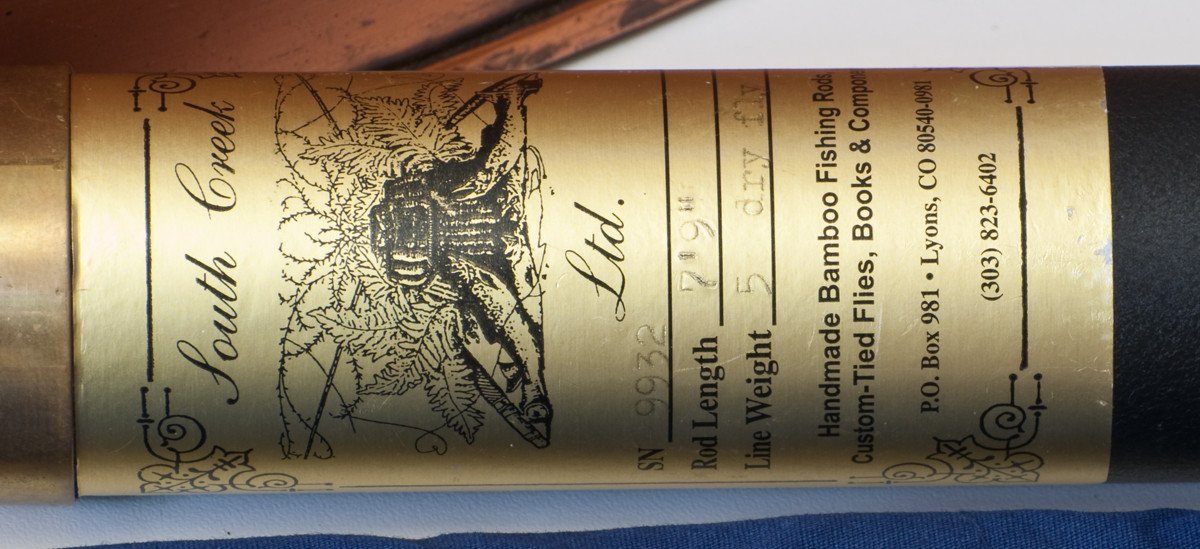 South Creek
Ltd.
SN 9932
Rod Length 7'9"
Line Weight 5 dry fly
Handmade Bamboo Fishing Rods
Custom-Tied Flies, Books & Compone
P.O. Box 981 • Lyons, CO 80540-0981
(303) 823-6402